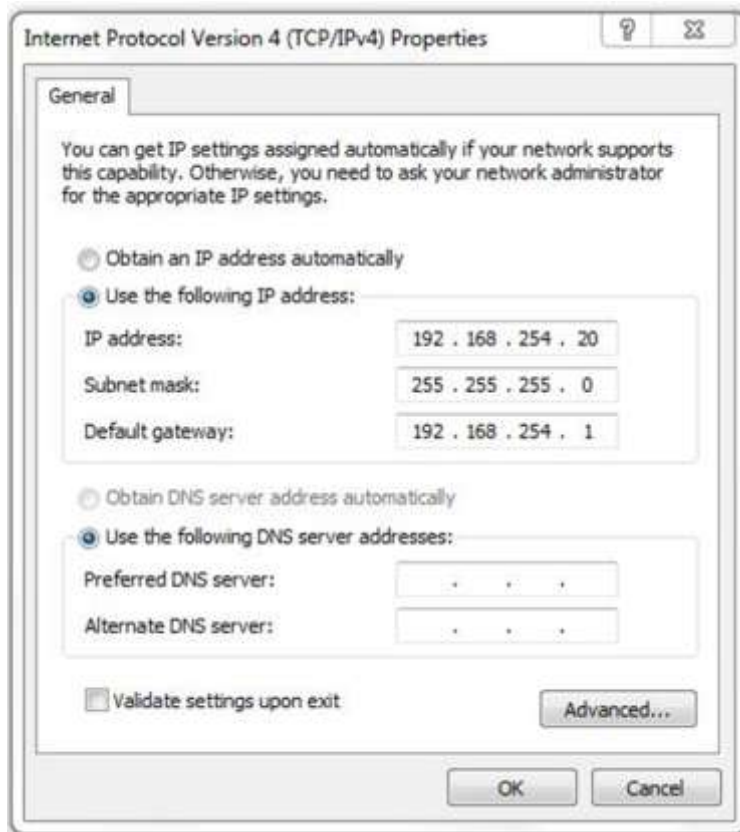 Internet Protocol Version 4 (TCP/IPv4) Properties
General
You can get IP settings assigned automatically if your network supports
this capability. Otherwise, you need to ask your network administrator
for the appropriate IP settings.
Obtain an IP address automatically
Use the following IP address:
IP address: 192 . 168 . 254 . 20
Subnet mask: 255 . 255 . 255 . 0
Default gateway: 192 . 168 . 254 . 1
Obtain DNS server address automatically
Use the following DNS server addresses:
Preferred DNS server: . . .
Alternate DNS server: . . .
Validate settings upon exit
Advanced...
OK Cancel